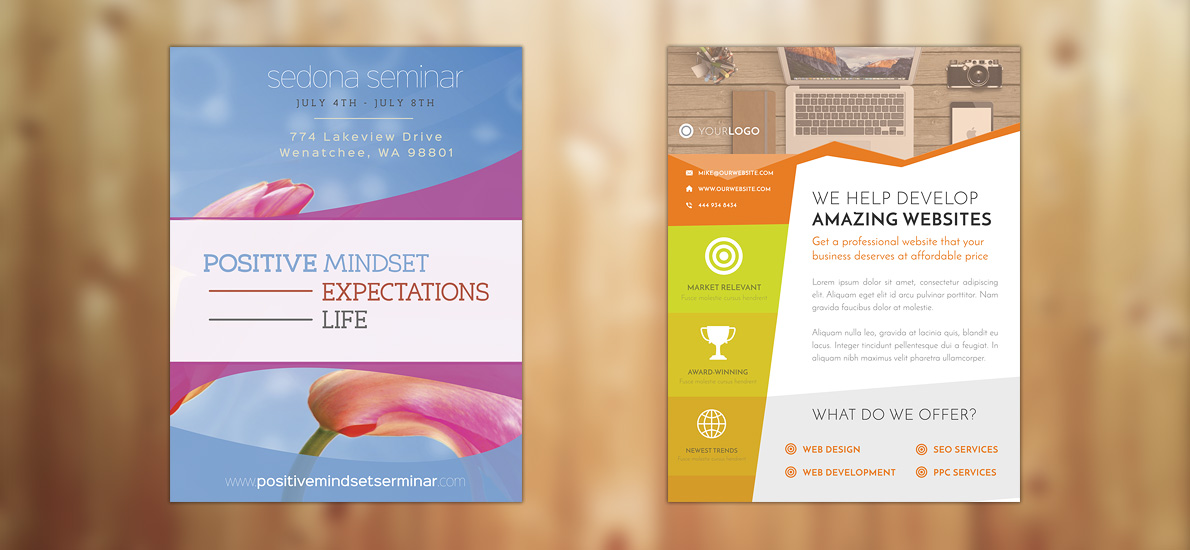 sedona seminar
JULY 4TH - JULY 8TH
774 Lakeview Drive
Wenatchee, WA 98801
POSITIVE MINDSET
EXPECTATIONS
LIFE
www.positivemindsetserminar.com
YOURLOGO
MIKE@OURWEBSITE.COM
WWW.OURWEBSITE.COM
444 934 8434
MARKET RELEVANT
AWARD-WINNING
NEWEST TRENDS
WE HELP DEVELOP
AMAZING WEBSITES
Get a professional website that your
business deserves at affordable price
Lorem ipsum dolor sit amet, consectetur adipiscing
elit. Aliquam eget elit id arcu pulvinar porttitor. Nam
gravida faucibus dolor at molestie.
Aliquam nulla leo, gravida at lacinia quis, blandit eu
lacus. Integer tincidunt pellentesque dui a feugiat. In
aliquam nibh maximus velit pharetra ullamcorper.
WHAT DO WE OFFER?
WEB DESIGN
SEO SERVICES
WEB DEVELOPMENT
PPC SERVICES